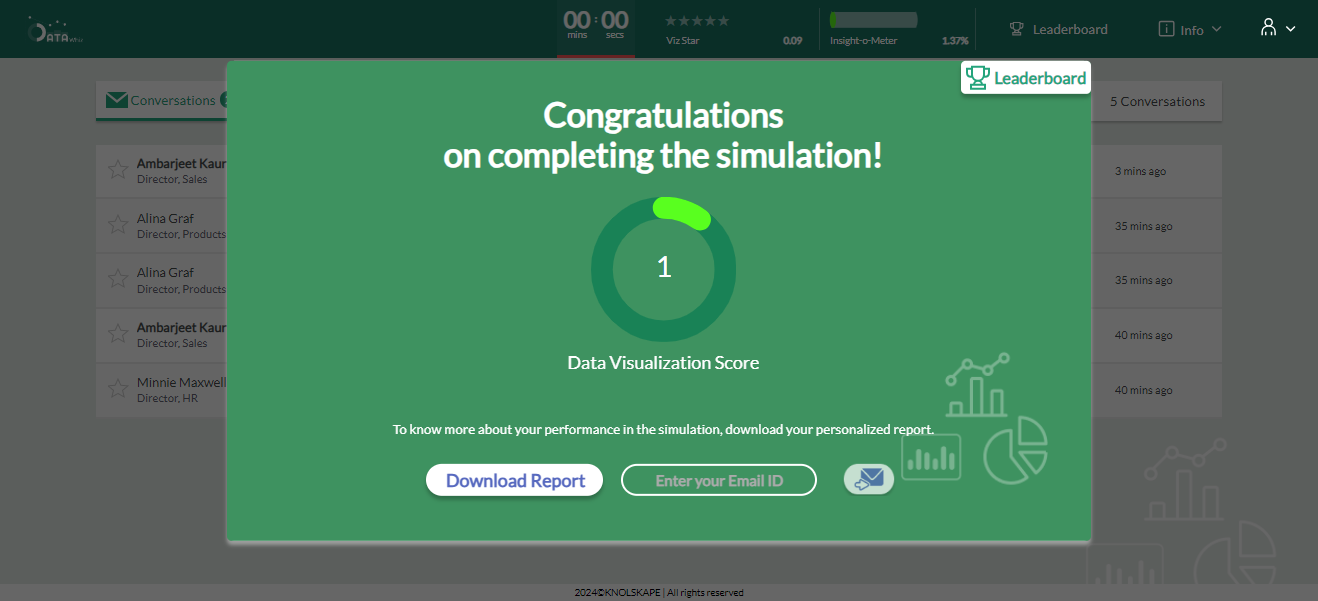 DATA
00 : 00
mins secs
Viz Star 0.09
Insight-o-Meter 1.37%
Leaderboard
Info
Leaderboard
Conversations
5 Conversations
Congratulations
on completing the simulation!
Ambarjeet Kaur
Director, Sales
3 mins ago
Alina Graf
Director, Products
35 mins ago
1
Alina Graf
Director, Products
35 mins ago
Ambarjeet Kaur
Director, Sales
40 mins ago
Data Visualization Score
Minnie Maxwell
Director, HR
40 mins ago
To know more about your performance in the simulation, download your personalized report.
Download Report
Enter your Email ID
2024©KNOLSKAPE | All rights reserved